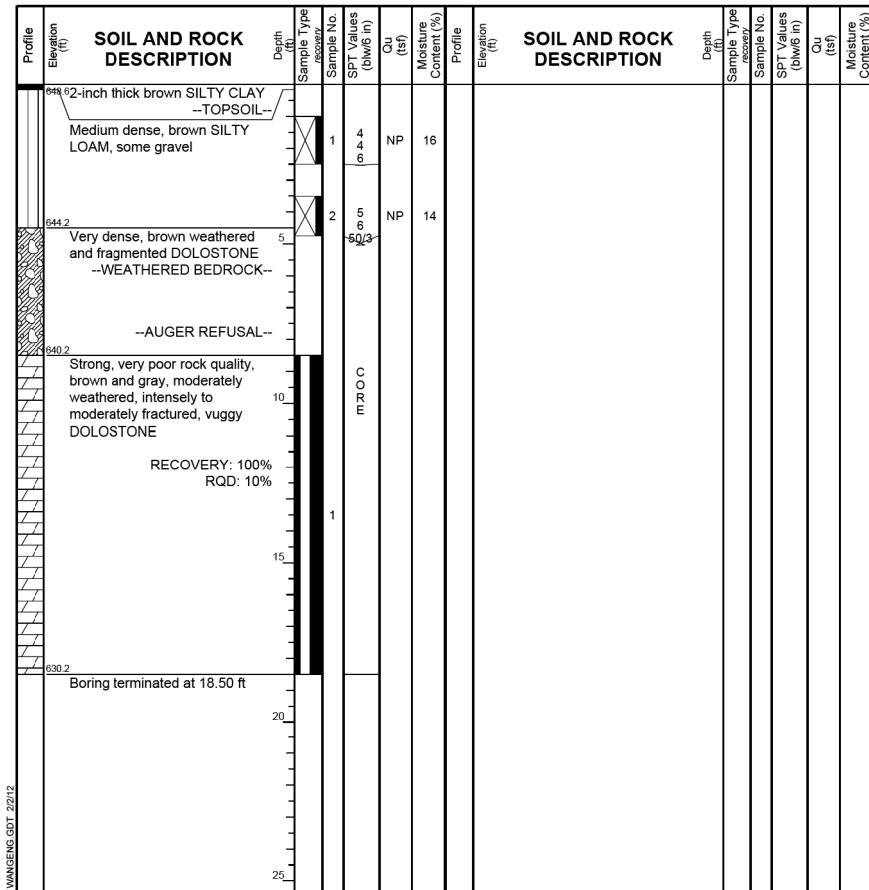 Profile
Elevation
(ft)
SOIL AND ROCK
DESCRIPTION
Depth
(ft)
Sample Type
recovery
Sample No.
SPT Values
(blw/6 in)
Qu
(tsf)
Moisture
Content (%)
Profile
Elevation
(ft)
SOIL AND ROCK
DESCRIPTION
Depth
(ft)
Sample Type
recovery
Sample No.
SPT Values
(blw/6 in)
Qu
(tsf)
Moisture
Content (%)
648.6
2-inch thick brown SILTY CLAY
--TOPSOIL--
Medium dense, brown SILTY
LOAM, some gravel
1
4
4
6
NP
16
2
5
6
50/3
NP
14
644.2
Very dense, brown weathered
and fragmented DOLOSTONE
--WEATHERED BEDROCK--
5
--AUGER REFUSAL--
640.2
Strong, very poor rock quality,
brown and gray, moderately
weathered, intensely to
moderately fractured, vuggy
DOLOSTONE
10
C
O
R
E
RECOVERY: 100%
RQD: 10%
1
15
630.2
Boring terminated at 18.50 ft
20
25
WANGENG.GDT 2/2/12